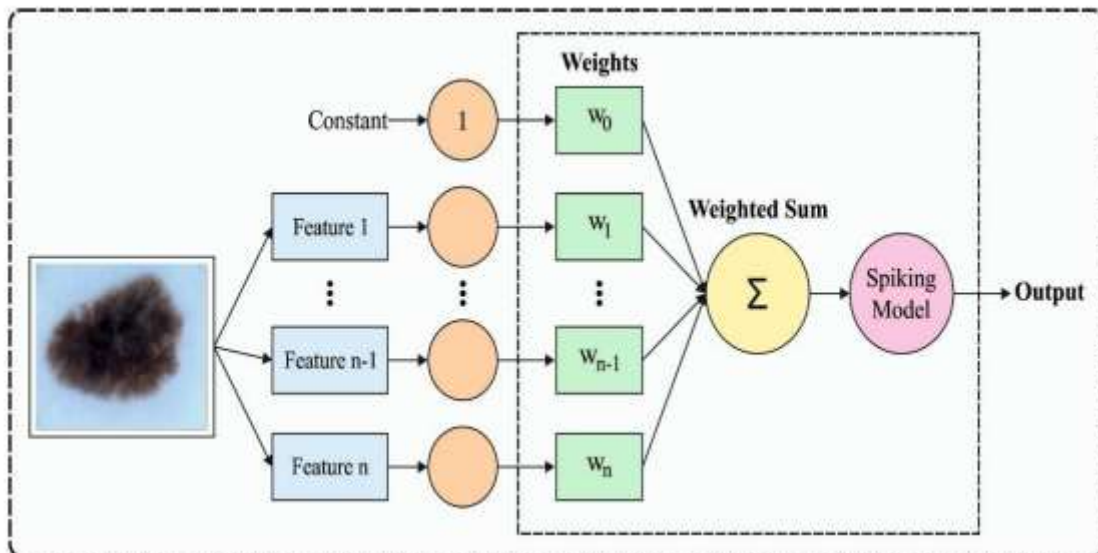 Weights
Constant
1
w₀
Feature 1
w₁
Weighted Sum
Σ
Spiking
Model
Output
Feature n-1
wₙ₋₁
Feature n
wₙ